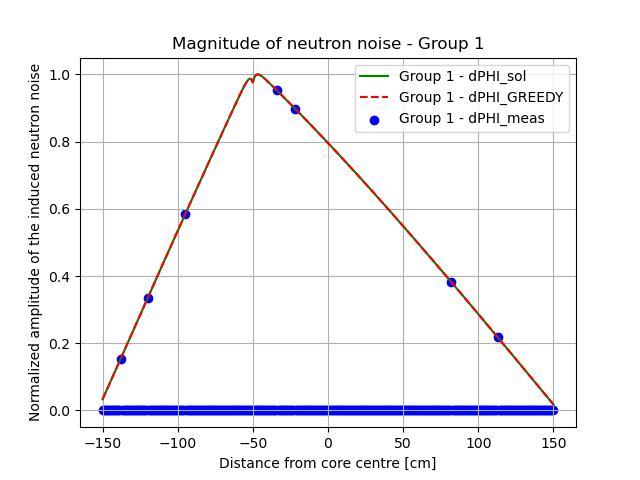 Magnitude of neutron noise - Group 1
Normalized amplitude of the induced neutron noise
1.0
0.8
0.6
0.4
0.2
0.0
Group 1 - dPHI_sol
Group 1 - dPHI_GREEDY
Group 1 - dPHI_meas
−150
−100
−50
0
50
100
150
Distance from core centre [cm]